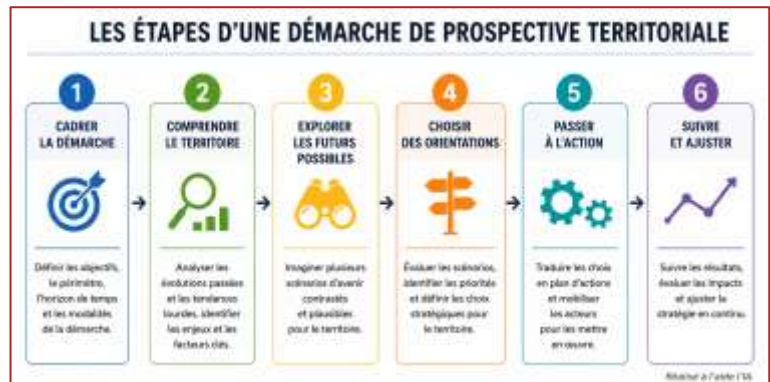 LES ÉTAPES D'UNE DÉMARCHE DE PROSPECTIVE TERRITORIALE
1
CADRER
LA DÉMARCHE
Définir les objectifs,
le périmètre,
l'horizon de temps
et les modalités
de la démarche.
2
COMPRENDRE
LE TERRITOIRE
Analyser les
évolutions passées
et les tendances
lourdes, identifier
les enjeux et les
facteurs clés.
3
EXPLORER
LES FUTURS
POSSIBLES
Imaginer plusieurs
scénarios d'avenir
contrastés
et plausibles
pour le territoire.
4
CHOISIR
DES ORIENTATIONS
Évaluer les scénarios,
identifier les priorités
et définir les choix
stratégiques pour
le territoire.
5
PASSER
À L'ACTION
Traduire les choix
en plan d'actions
et mobiliser
les acteurs
pour les mettre
en œuvre.
6
SUIVRE
ET AJUSTER
Suivre les résultats,
évaluer les impacts
et ajuster la
stratégie en continu.
Réalisé à l'aide